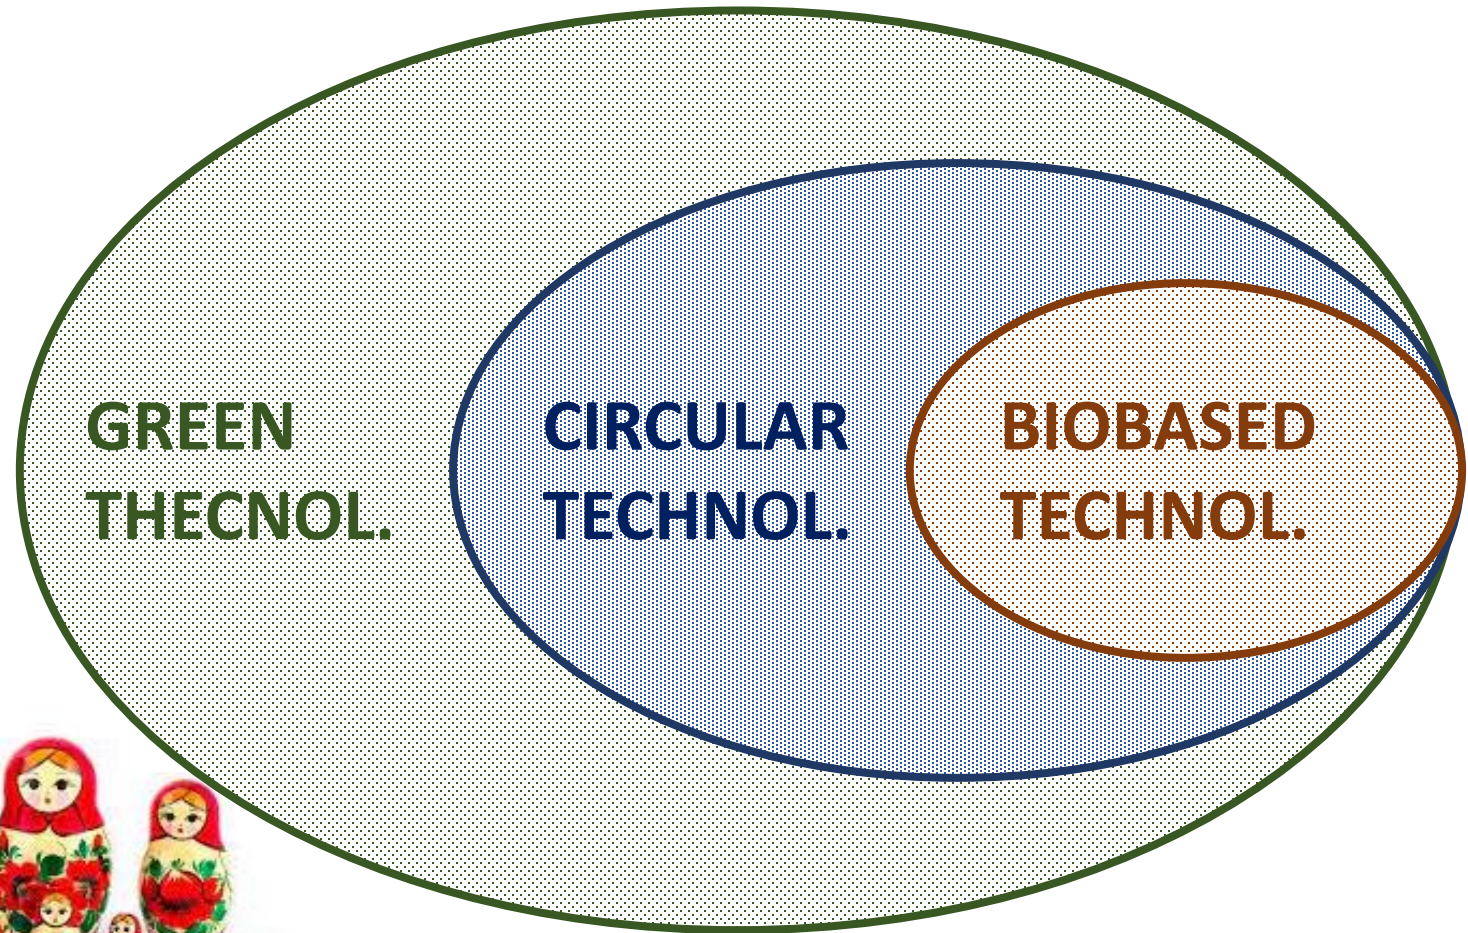 GREEN
THECNOL.
CIRCULAR
TECHNOL.
BIOBASED
TECHNOL.